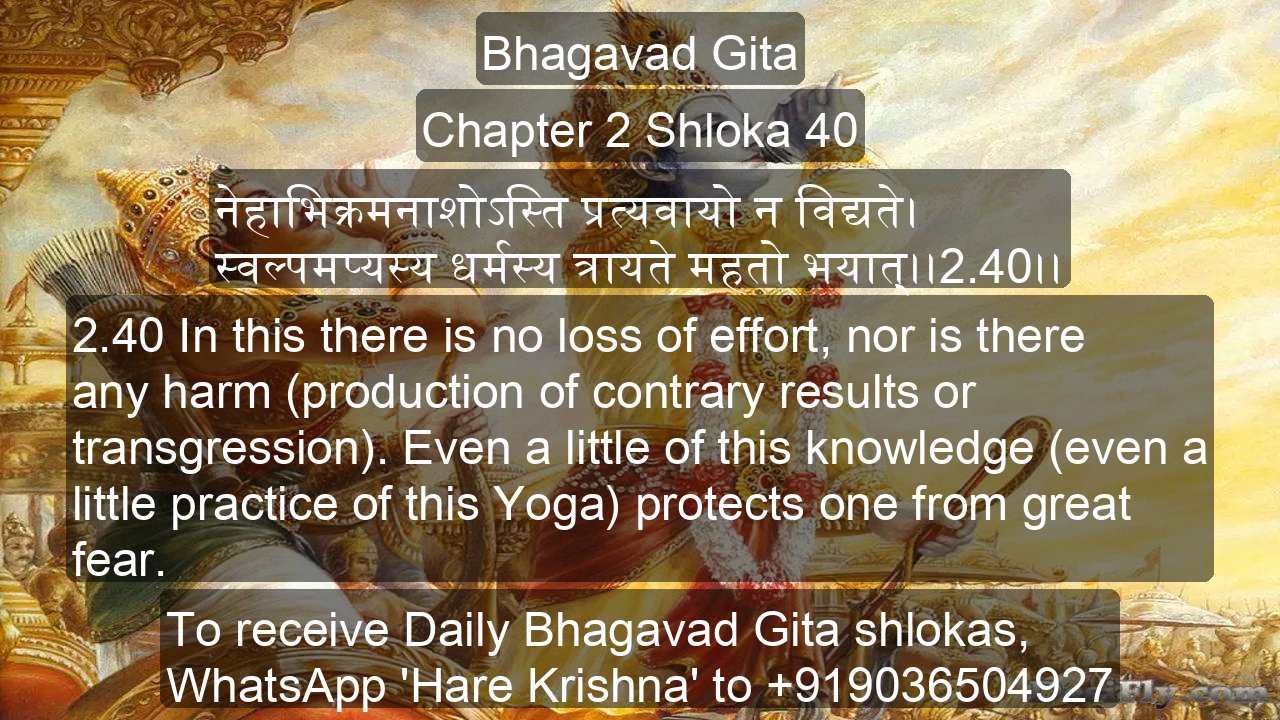 Bhagavad Gita
Chapter 2 Shloka 40
नेहाभिक्रमनाशोऽस्ति प्रत्यवायो न विद्यते।
स्वल्पमप्यस्य धर्मस्य त्रायते महतो भयात्।।2.40।।
2.40 In this there is no loss of effort, nor is there
any harm (production of contrary results or
transgression). Even a little of this knowledge (even a
little practice of this Yoga) protects one from great
fear.
To receive Daily Bhagavad Gita shlokas,
WhatsApp 'Hare Krishna' to +919036504927
Fly.com